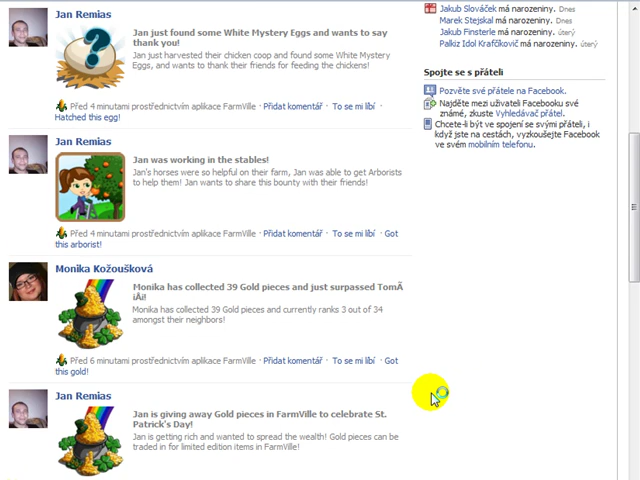 Jan Remias
Jan just found some White Mystery Eggs and wants to say
thank you!
Jan just harvested their chicken coop and found some White Mystery
Eggs, and wants to thank their friends for feeding the chickens!
Před 4 minutami prostřednictvím aplikace FarmVille · Přidat komentář · To se mi líbí ·
Hatched this egg!
Jan Remias
Jan was working in the stables!
Jan's horses were so helpful on their farm, Jan was able to get Arborists
to help them! Jan wants to share this bounty with their friends!
Před 4 minutami prostřednictvím aplikace FarmVille · Přidat komentář · To se mi líbí · Got
this arborist!
Monika Kožoušková
Monika has collected 39 Gold pieces and just surpassed TomÃ
iÃi!
Monika has collected 39 Gold pieces and currently ranks 3 out of 34
amongst their neighbors!
Před 6 minutami prostřednictvím aplikace FarmVille · Přidat komentář · To se mi líbí · Got
this gold!
Jan Remias
Jan is giving away Gold pieces in FarmVille to celebrate St.
Patrick's Day!
Jan is getting rich and wanted to spread the wealth! Gold pieces can be
traded in for limited edition items in FarmVille!
Jakub Slováček má narozeniny. Dnes
Marek Stejskal má narozeniny. Dnes
Jakub Finsterle má narozeniny. úterý
Palkiz Idol Krafčíkovič má narozeniny. úterý
Spojte se s přáteli
Pozvěte své přátele na Facebook.
Najděte mezi uživateli Facebooku své
známé, zkuste Vyhledávač přátel.
Chcete-li být ve spojení se svými přáteli, i
když jste na cestách, vyzkoušejte Facebook
ve svém mobilním telefonu.